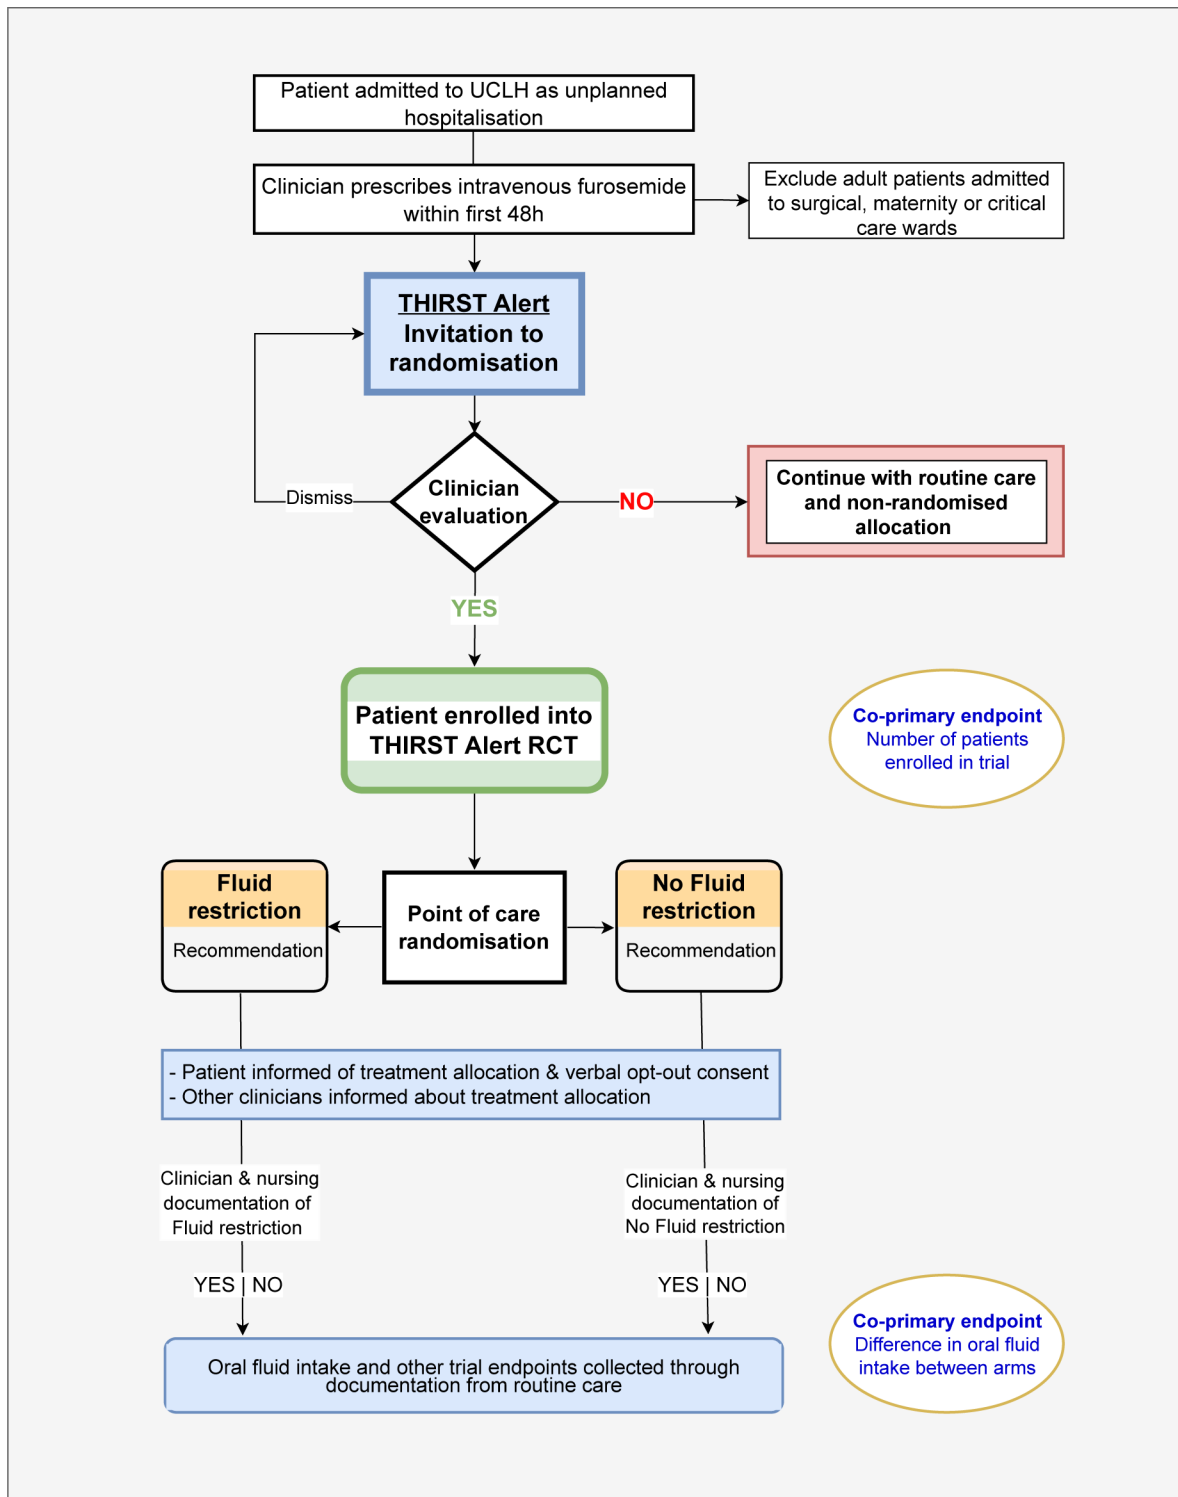 Patient admitted to UCLH as unplanned
hospitalisation
Clinician prescribes intravenous furosemide
within first 48h
Exclude adult patients admitted
to surgical, maternity or critical
care wards
THIRST Alert
Invitation to
randomisation
Dismiss
Clinician
evaluation
NO
Continue with routine care
and non-randomised
allocation
YES
Patient enrolled into
THIRST Alert RCT
Co-primary endpoint
Number of patients
enrolled in trial
Fluid
restriction
Recommendation
Point of care
randomisation
No Fluid
restriction
Recommendation
- Patient informed of treatment allocation & verbal opt-out consent
- Other clinicians informed about treatment allocation
Clinician & nursing
documentation of
Fluid restriction
Clinician & nursing
documentation of
No Fluid restriction
YES | NO
YES | NO
Co-primary endpoint
Difference in oral fluid
intake between arms
Oral fluid intake and other trial endpoints collected through
documentation from routine care